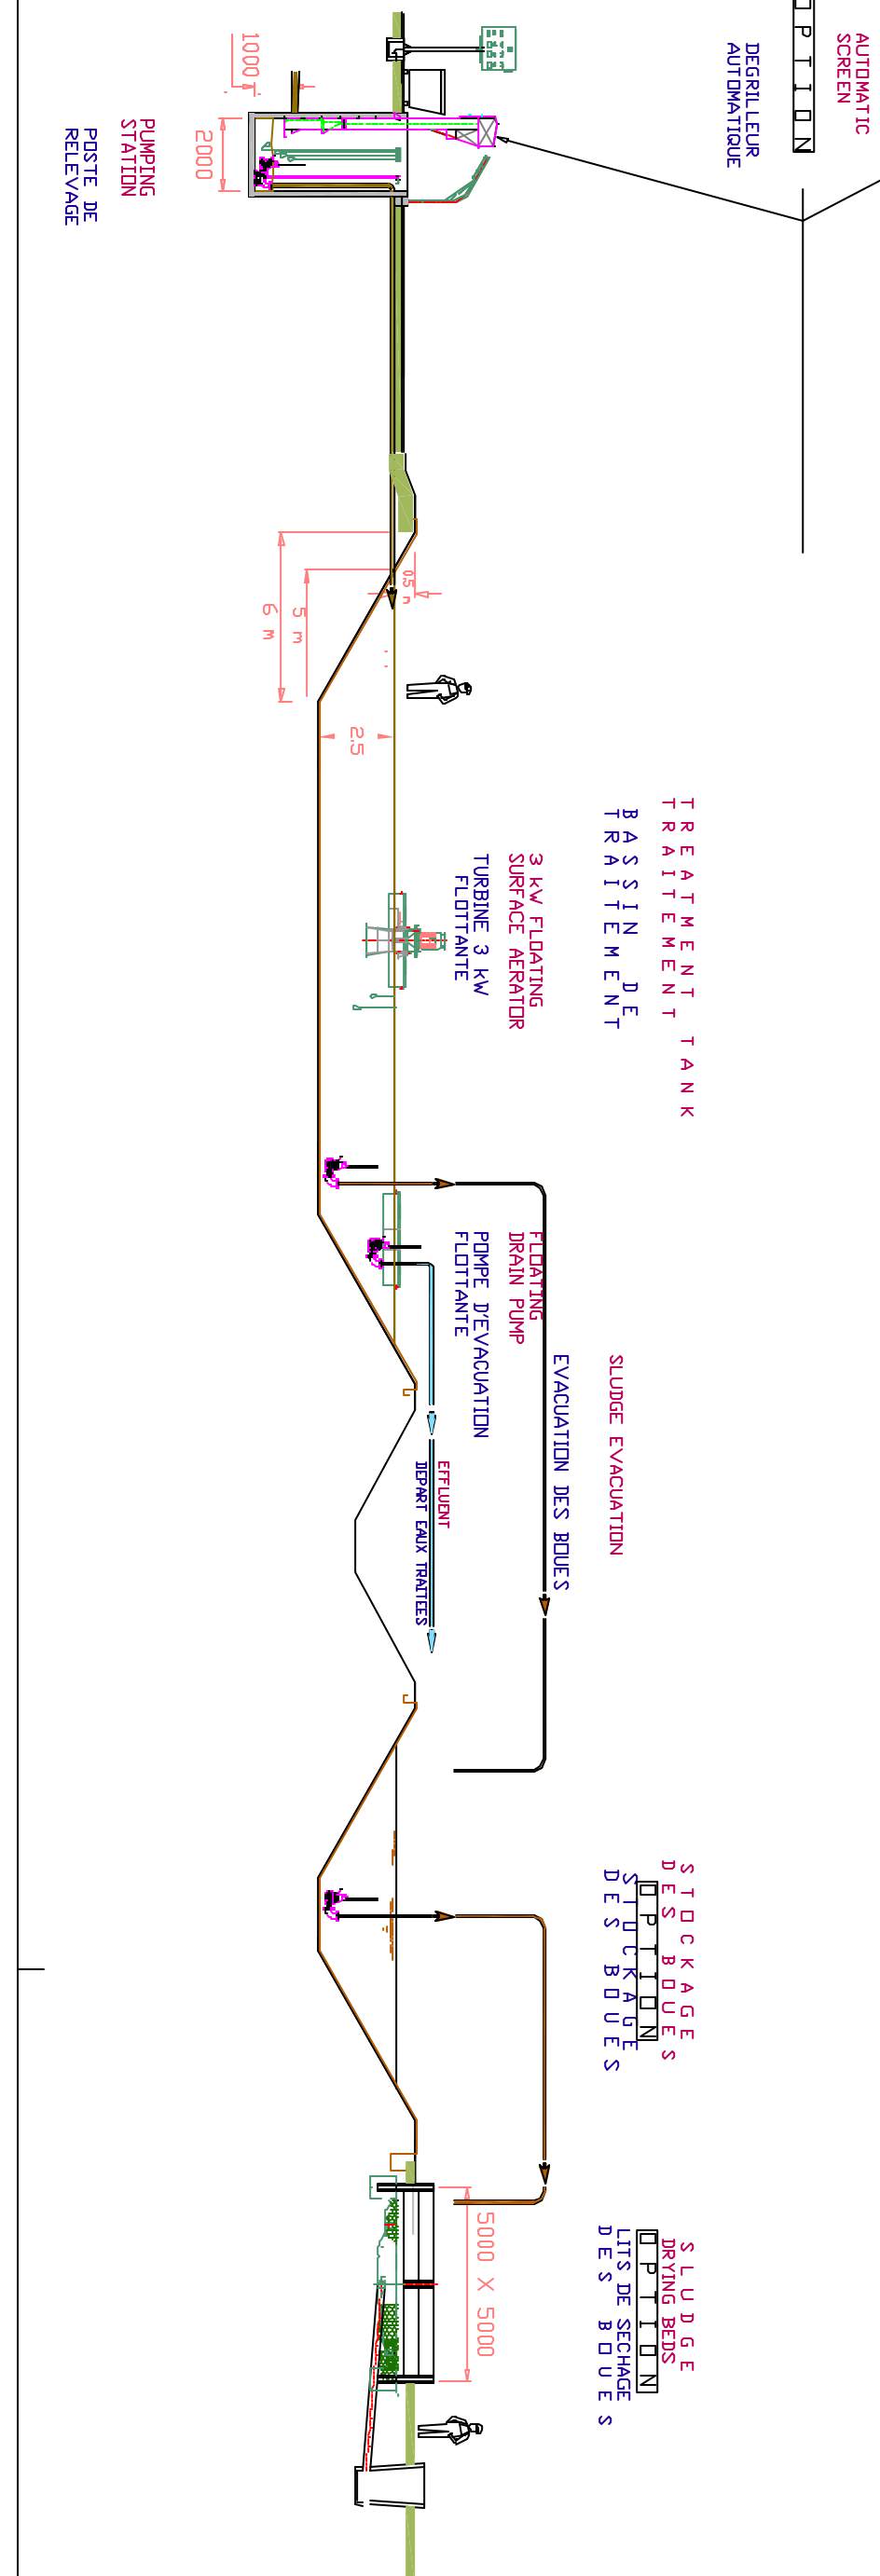 AUTOMATIC
SCREEN
OPTION
DEGRILLEUR
AUTOMATIQUE
1000
2000
PUMPING
STATION
POSTE DE
RELEVAGE
0.5 m
5 m
6 m
2.5
TREATMENT TANK
TRAITEMENT
BASSIN DE
TRAITEMENT
3 kW FLOATING
SURFACE AERATOR
TURBINE 3 kW
FLOTTANTE
FLOATING
DRAIN PUMP
POMPE D'EVACUATION
FLOTTANTE
SLUDGE EVACUATION
EVACUATION DES BOUES
EFFLUENT
DEPART EAUX TRAITEES
STOCKAGE
DES BOUES
OPTION
STOCKAGE
DES BOUES
SLUDGE
DRYING BEDS
OPTION
LITS DE SECHAGE
DES BOUES
5000 X 5000